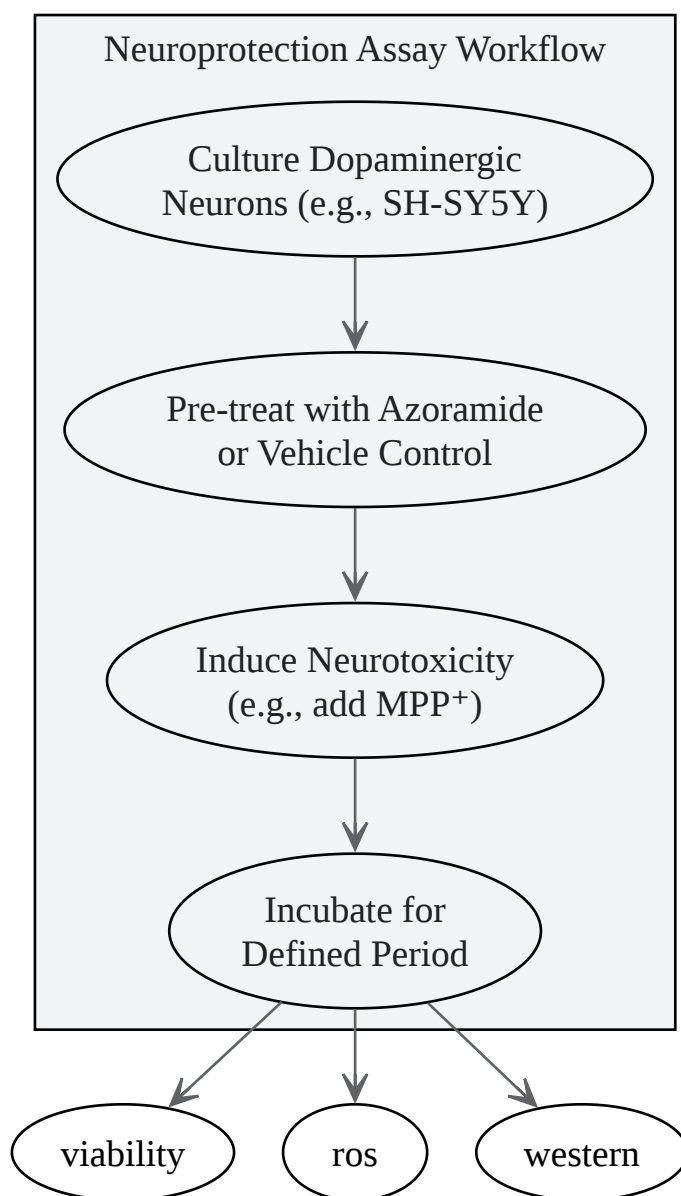 Neuroprotection Assay Workflow
Culture Dopaminergic
Neurons (e.g., SH-SY5Y)
Pre-treat with Azoramide
or Vehicle Control
Induce Neurotoxicity
(e.g., add MPP⁺)
Incubate for
Defined Period
viability
ros
western